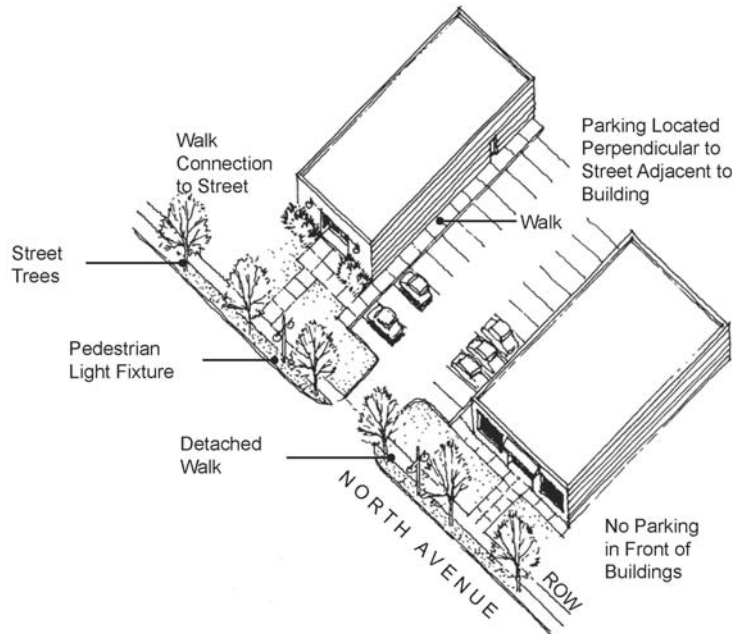 Walk
Connection
to Street
Parking Located
Perpendicular to
Street Adjacent to
Building
Walk
Street
Trees
Pedestrian
Light Fixture
Detached
Walk
NORTH AVENUE
ROW
No Parking
in Front of
Buildings